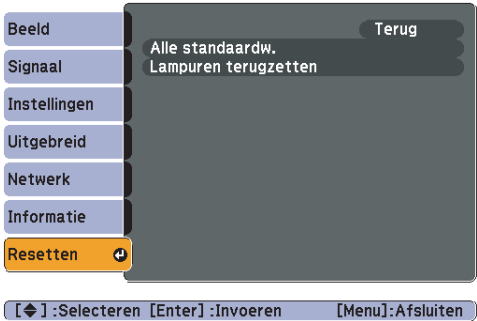 Beeld
Signaal
Instellingen
Uitgebreid
Netwerk
Informatie
Resetten
Terug
Alle standaardw.
Lampuren terugzetten
[◆] :Selecteren [Enter] :Invoeren [Menu]:Afsluiten